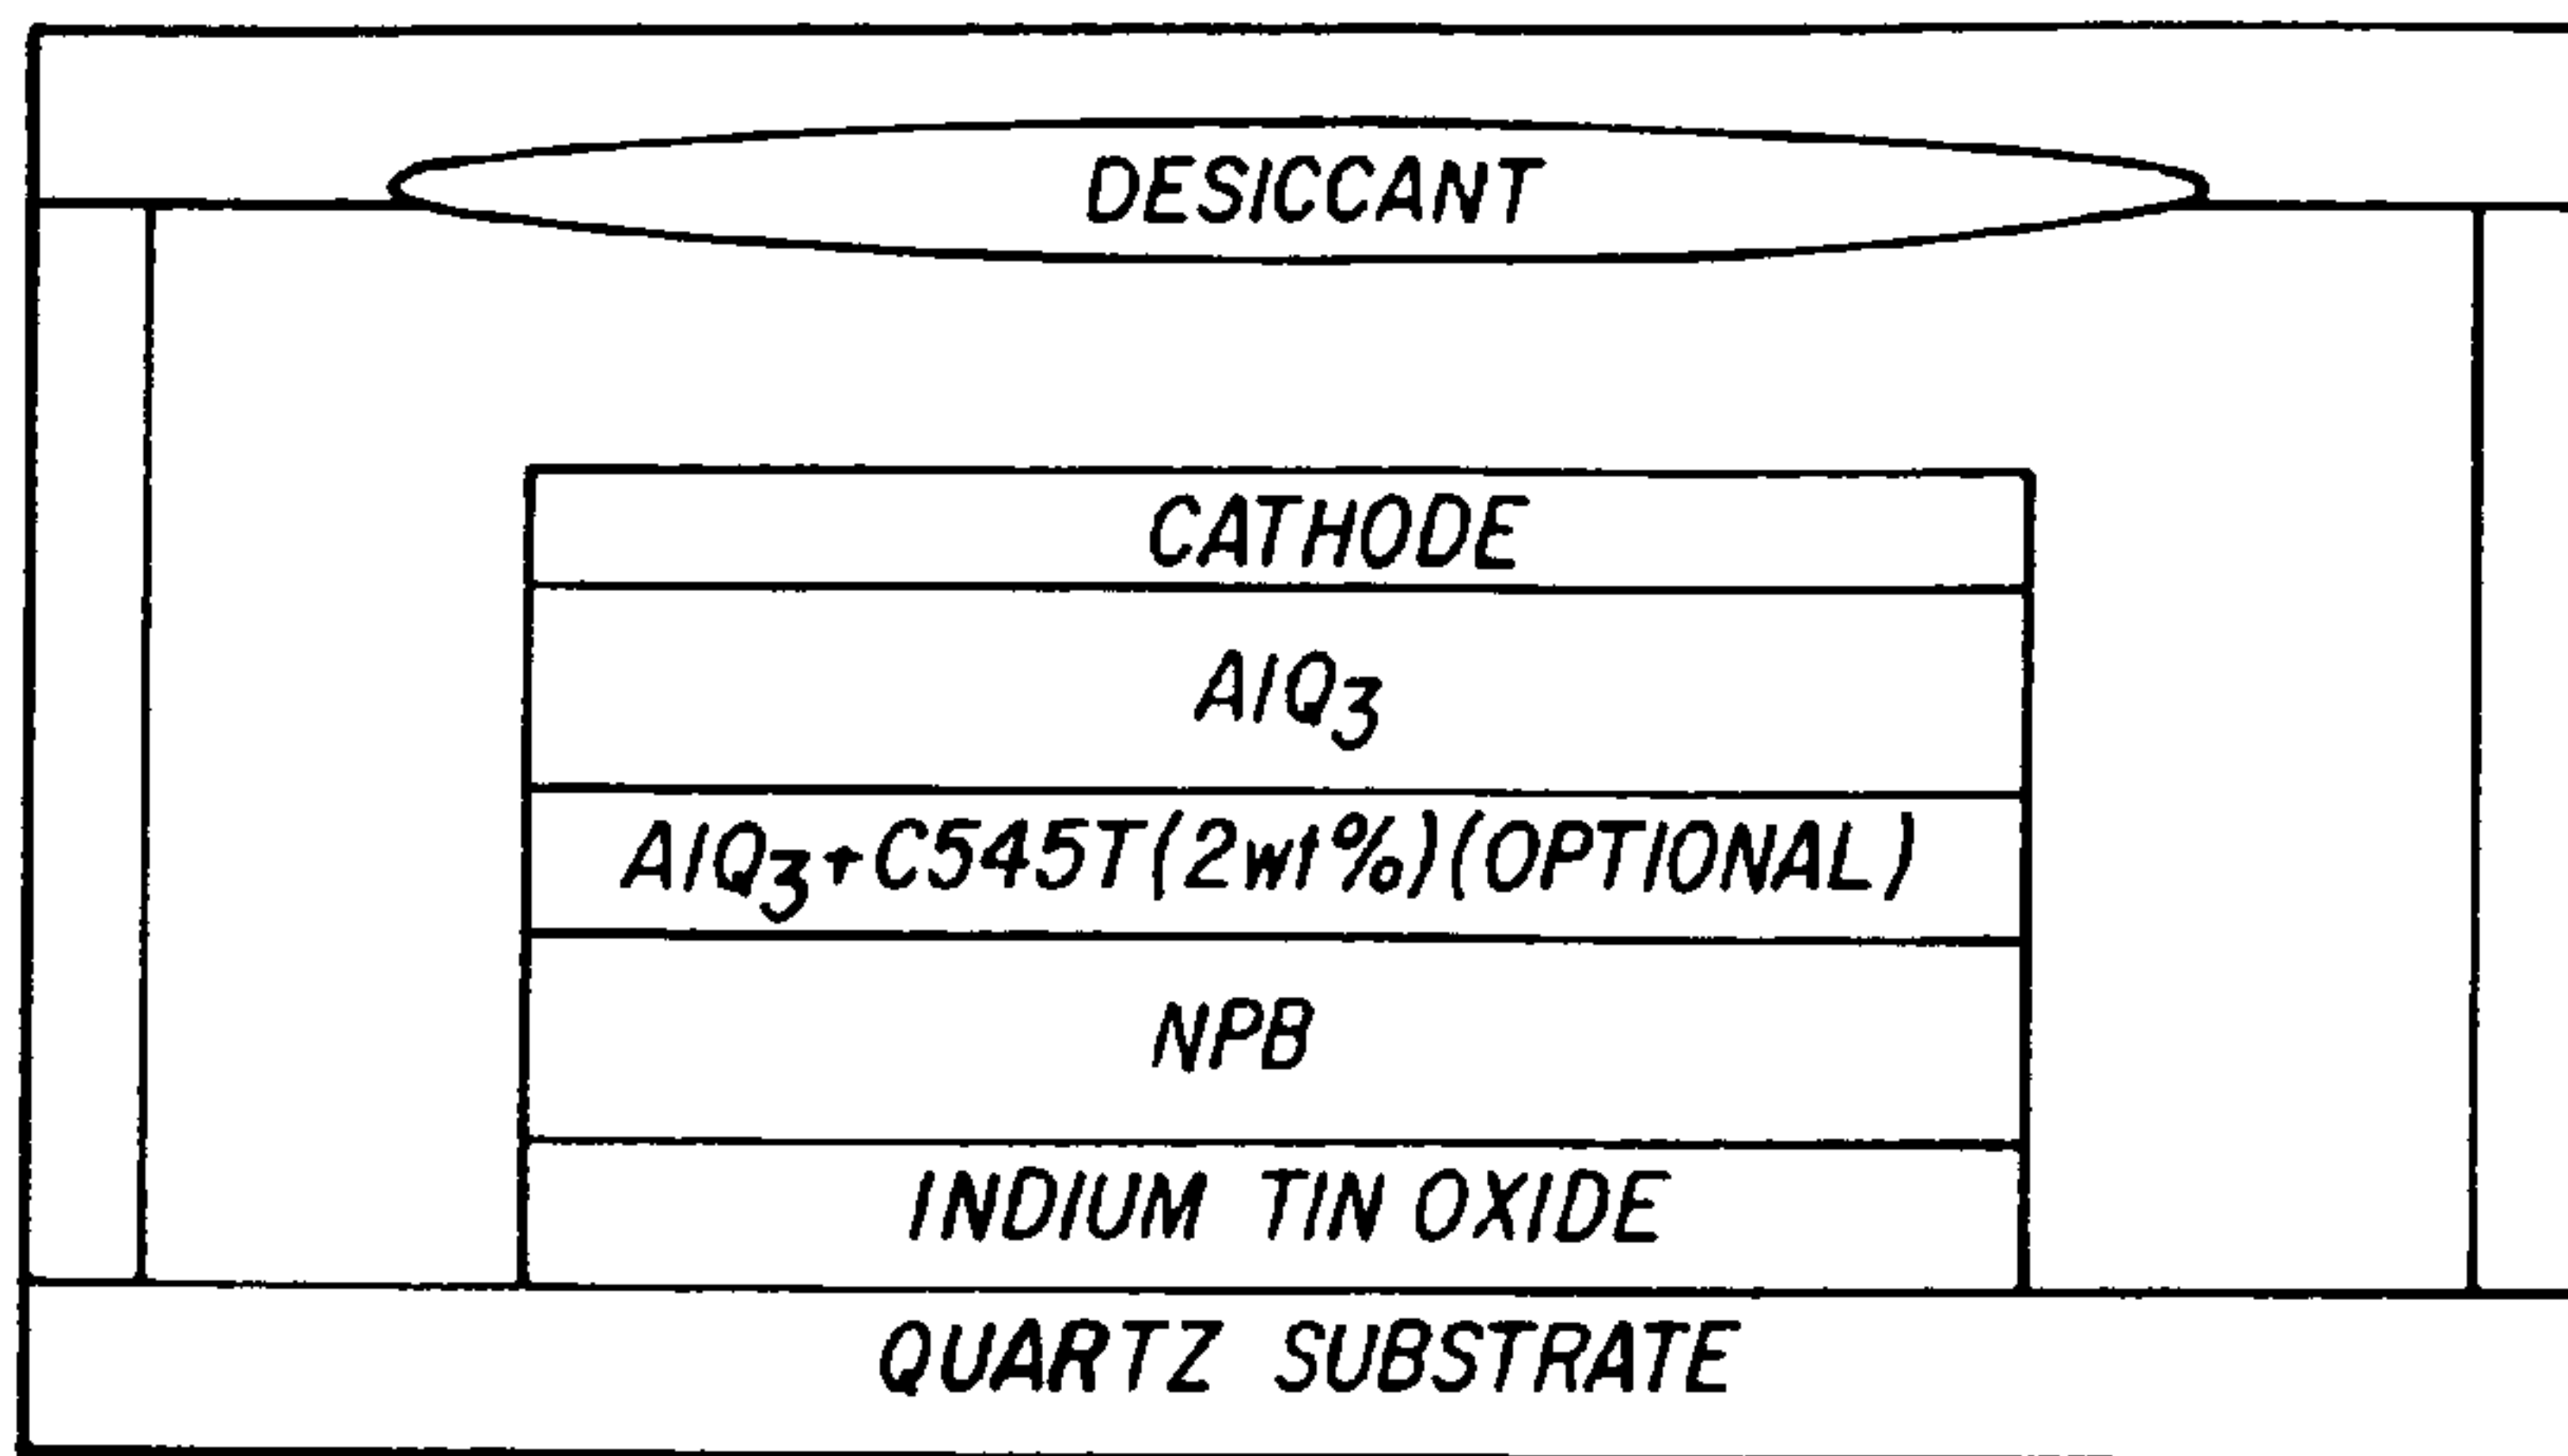 DESICCANT
CATHODE
AlQ3
AlQ3+C545T(2wt%)(OPTIONAL)
NPB
INDIUM TIN OXIDE
QUARTZ SUBSTRATE